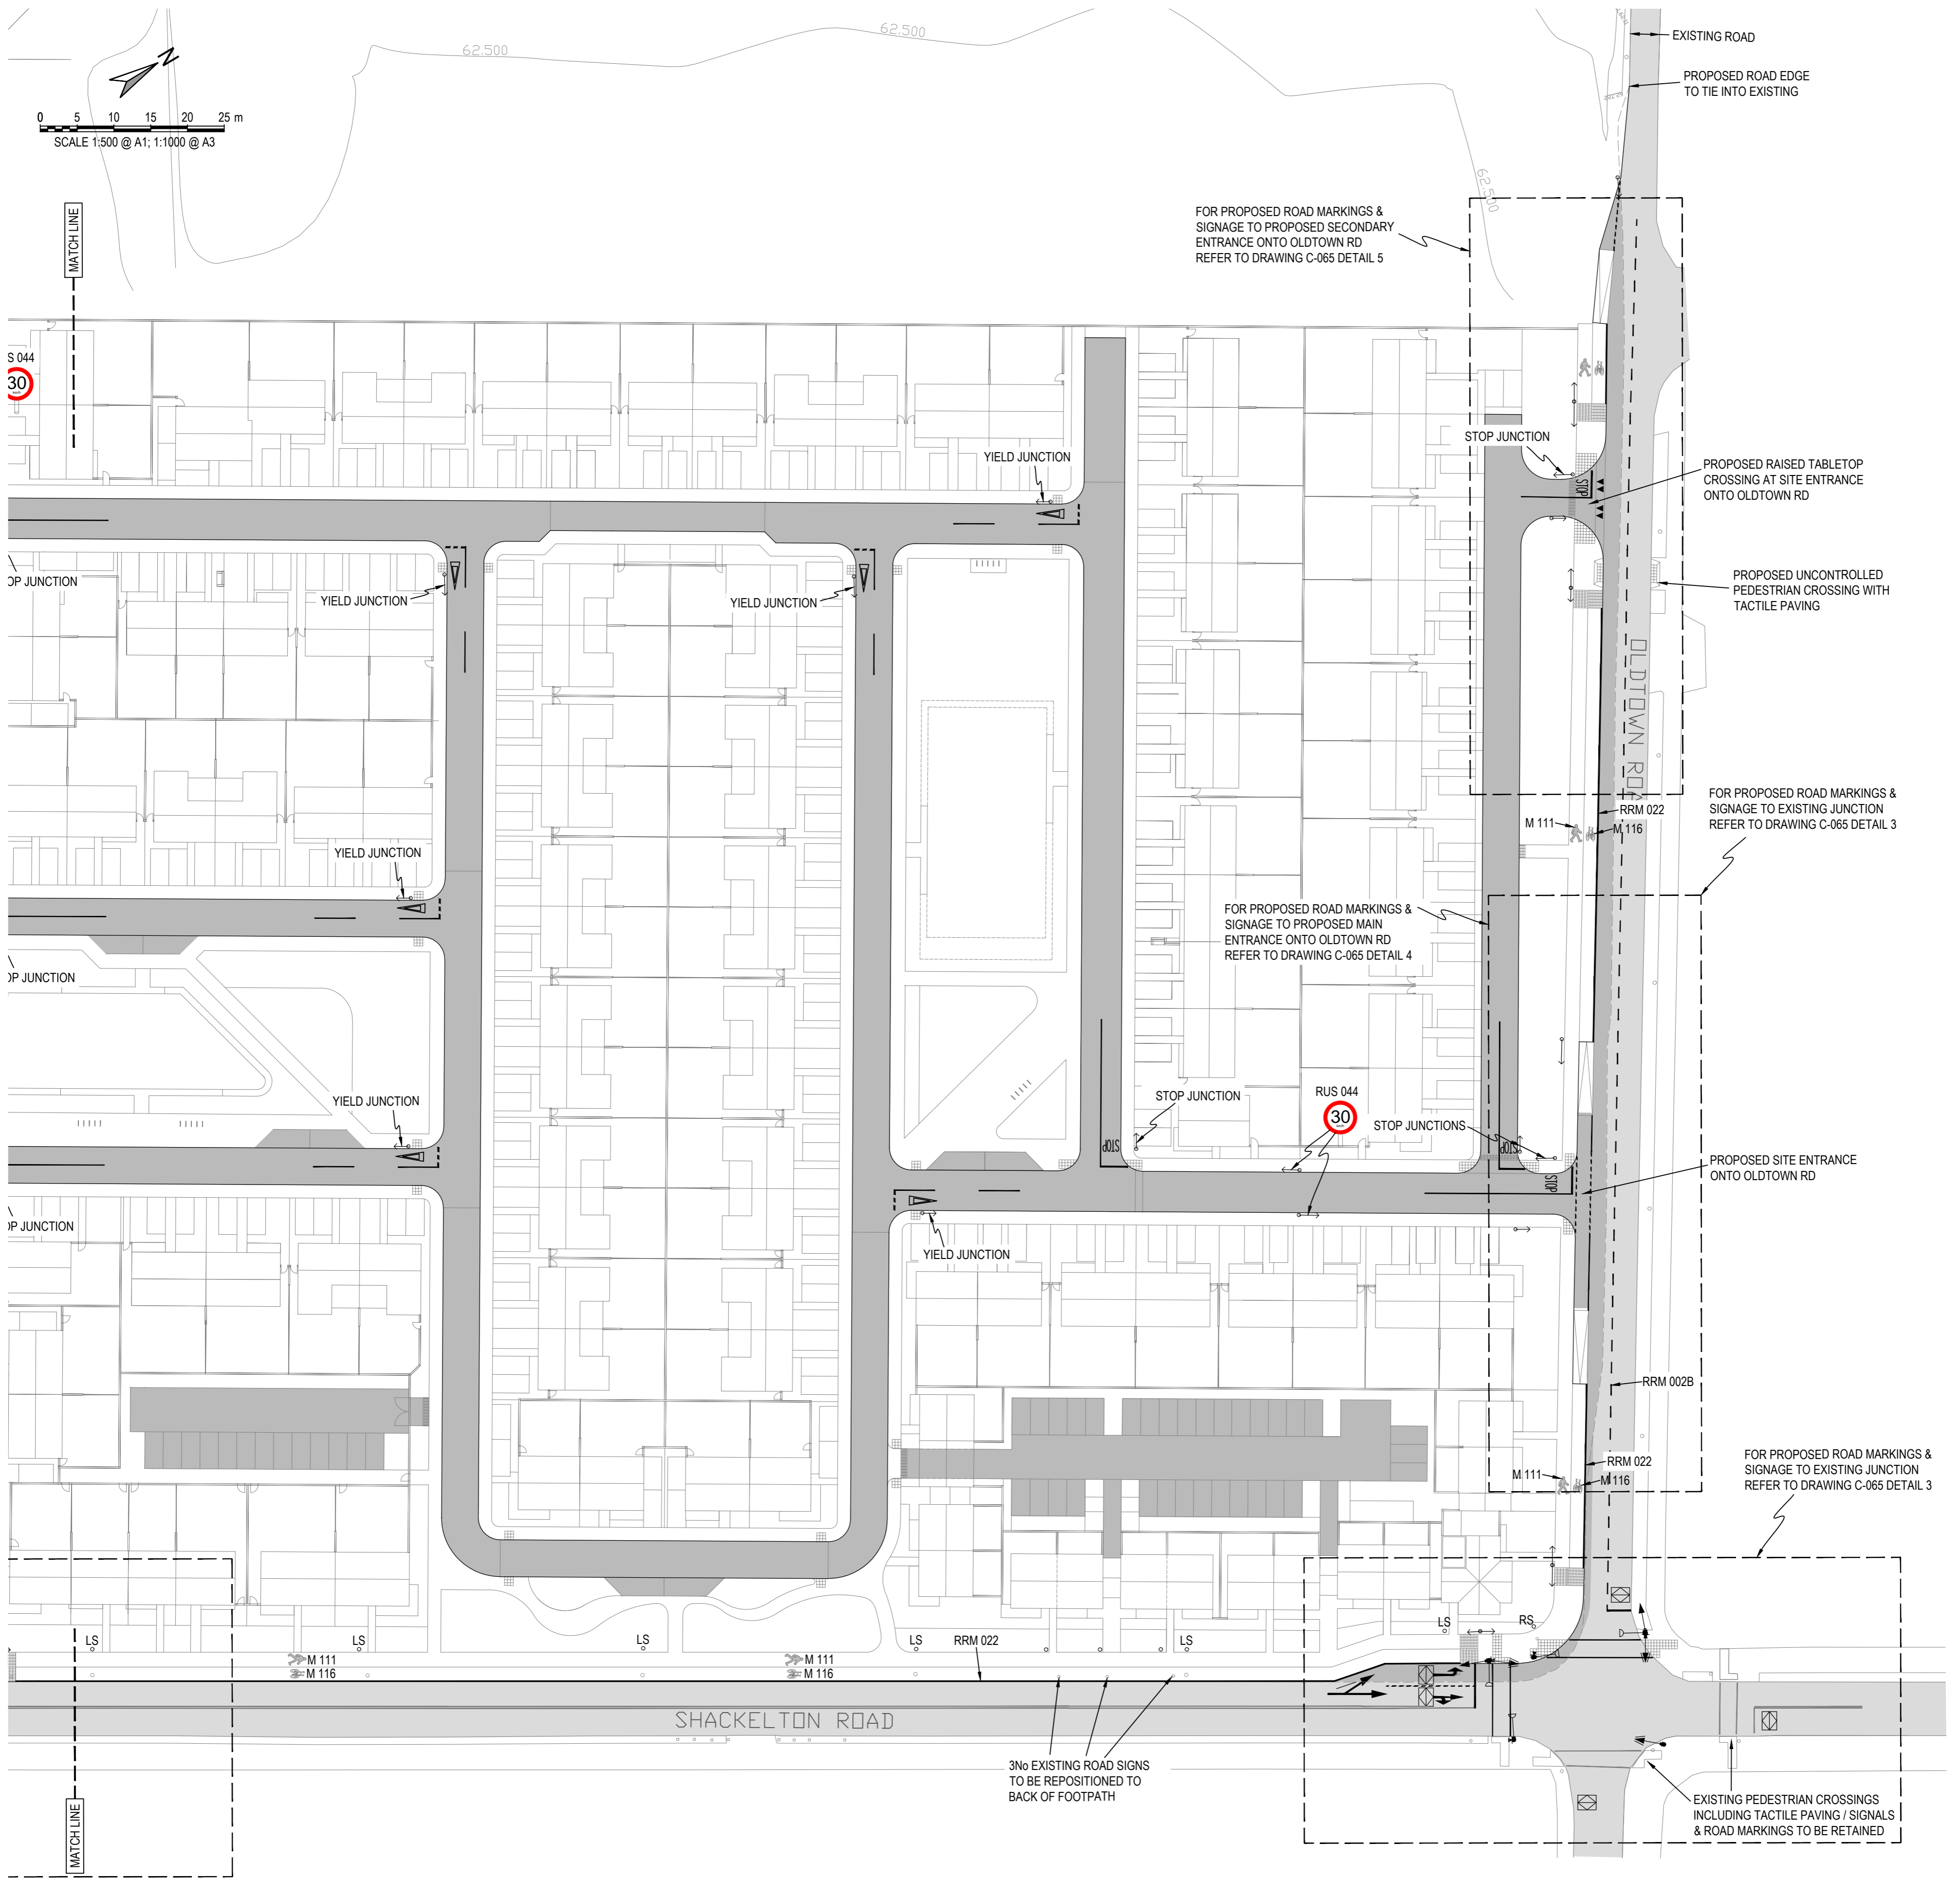 62.500
62.500
EXISTING ROAD
PROPOSED ROAD EDGE
TO TIE INTO EXISTING
N
0 5 10 15 20 25 m
SCALE 1:500 @ A1; 1:1000 @ A3
MATCH LINE
62.500
FOR PROPOSED ROAD MARKINGS &
SIGNAGE TO PROPOSED SECONDARY
ENTRANCE ONTO OLDTOWN RD
REFER TO DRAWING C-065 DETAIL 5
S 044
30
YIELD JUNCTION
STOP JUNCTION
STOP
PROPOSED RAISED TABLETOP
CROSSING AT SITE ENTRANCE
ONTO OLDTOWN RD
OP JUNCTION
YIELD JUNCTION
YIELD JUNCTION
PROPOSED UNCONTROLLED
PEDESTRIAN CROSSING WITH
TACTILE PAVING
OLDTOWN ROA
FOR PROPOSED ROAD MARKINGS &
SIGNAGE TO EXISTING JUNCTION
REFER TO DRAWING C-065 DETAIL 3
RRM 022
M 111
M 116
YIELD JUNCTION
FOR PROPOSED ROAD MARKINGS &
SIGNAGE TO PROPOSED MAIN
ENTRANCE ONTO OLDTOWN RD
REFER TO DRAWING C-065 DETAIL 4
OP JUNCTION
YIELD JUNCTION
STOP JUNCTION
RUS 044
30
STOP JUNCTIONS
STOP
STOP
STOP
PROPOSED SITE ENTRANCE
ONTO OLDTOWN RD
OP JUNCTION
YIELD JUNCTION
RRM 002B
FOR PROPOSED ROAD MARKINGS &
SIGNAGE TO EXISTING JUNCTION
REFER TO DRAWING C-065 DETAIL 3
RRM 022
M 111
M 116
LS
LS
LS
LS
RRM 022
LS
LS
RS
M 111
M 116
M 111
M 116
SHACKELTON ROAD
3No EXISTING ROAD SIGNS
TO BE REPOSITIONED TO
BACK OF FOOTPATH
EXISTING PEDESTRIAN CROSSINGS
INCLUDING TACTILE PAVING / SIGNALS
& ROAD MARKINGS TO BE RETAINED
MATCH LINE